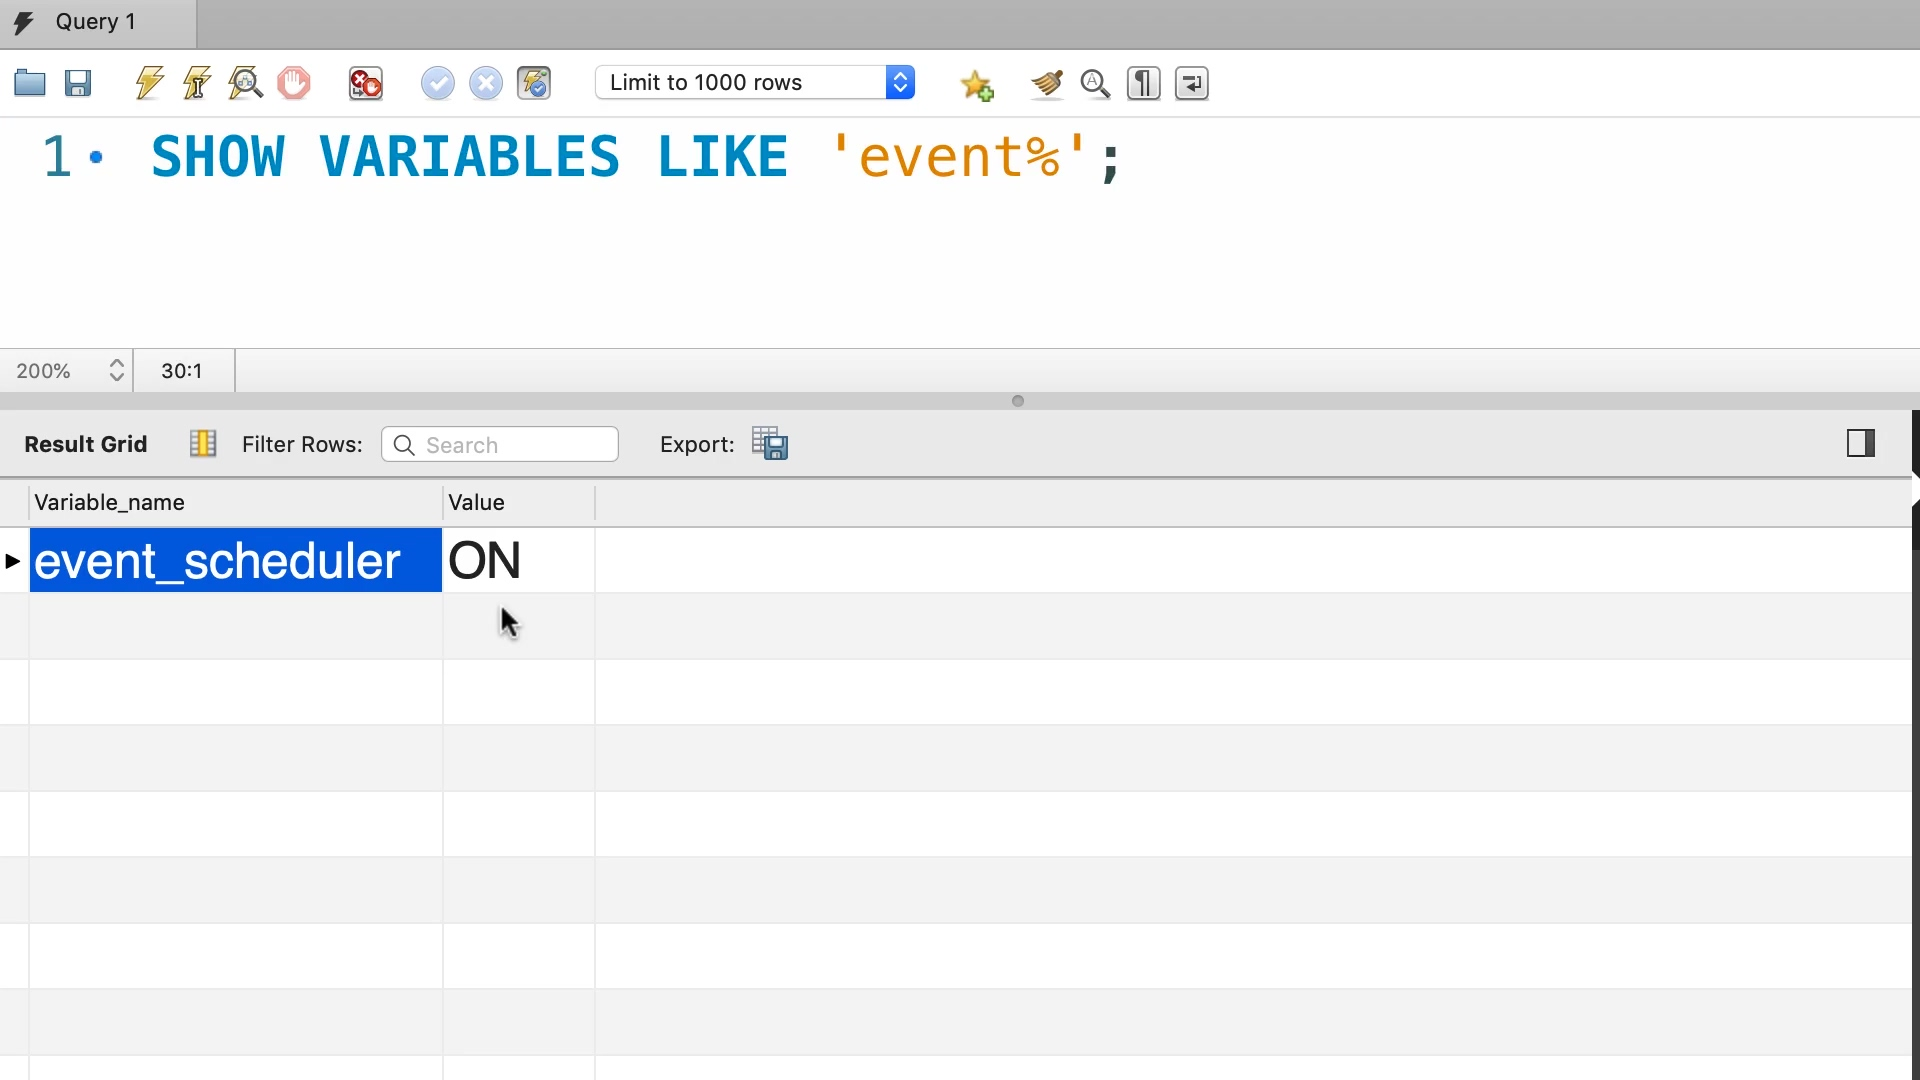 Query 1
Limit to 1000 rows
1 SHOW VARIABLES LIKE 'event%';
200% 30:1
Result Grid Filter Rows: Search Export:
Variable_name Value
event_scheduler ON